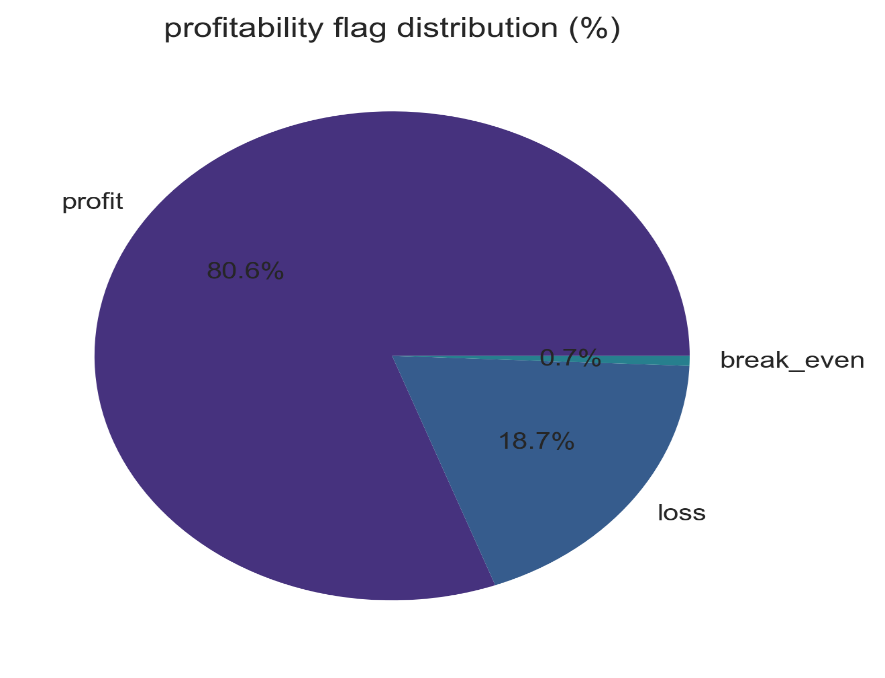 profitability flag distribution (%)
profit
80.6%
0.7%
break_even
18.7%
loss